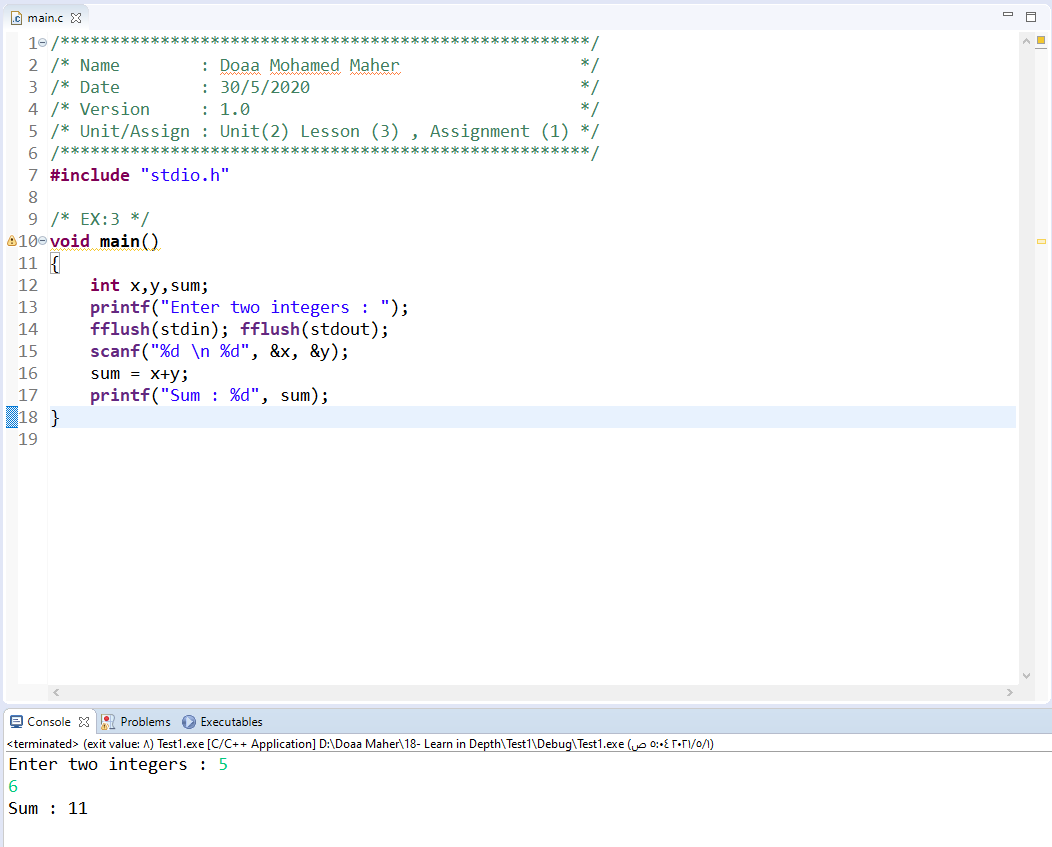 main.c
1 /*****************************************************/
2 /* Name        : Doaa Mohamed Maher                  */
3 /* Date        : 30/5/2020                           */
4 /* Version     : 1.0                                 */
5 /* Unit/Assign : Unit(2) Lesson (3) , Assignment (1) */
6 /*****************************************************/
7 #include "stdio.h"
8
9 /* EX:3 */
10 void main()
11 {
12     int x,y,sum;
13     printf("Enter two integers : ");
14     fflush(stdin); fflush(stdout);
15     scanf("%d \n %d", &x, &y);
16     sum = x+y;
17     printf("Sum : %d", sum);
18 }
19
Console Problems Executables
<terminated> (exit value: ٨) Test1.exe [C/C++ Application] D:\Doaa Maher\18- Learn in Depth\Test1\Debug\Test1.exe (٣١/٥/١ ٥:٠٤ ص)
Enter two integers : 5
6
Sum : 11